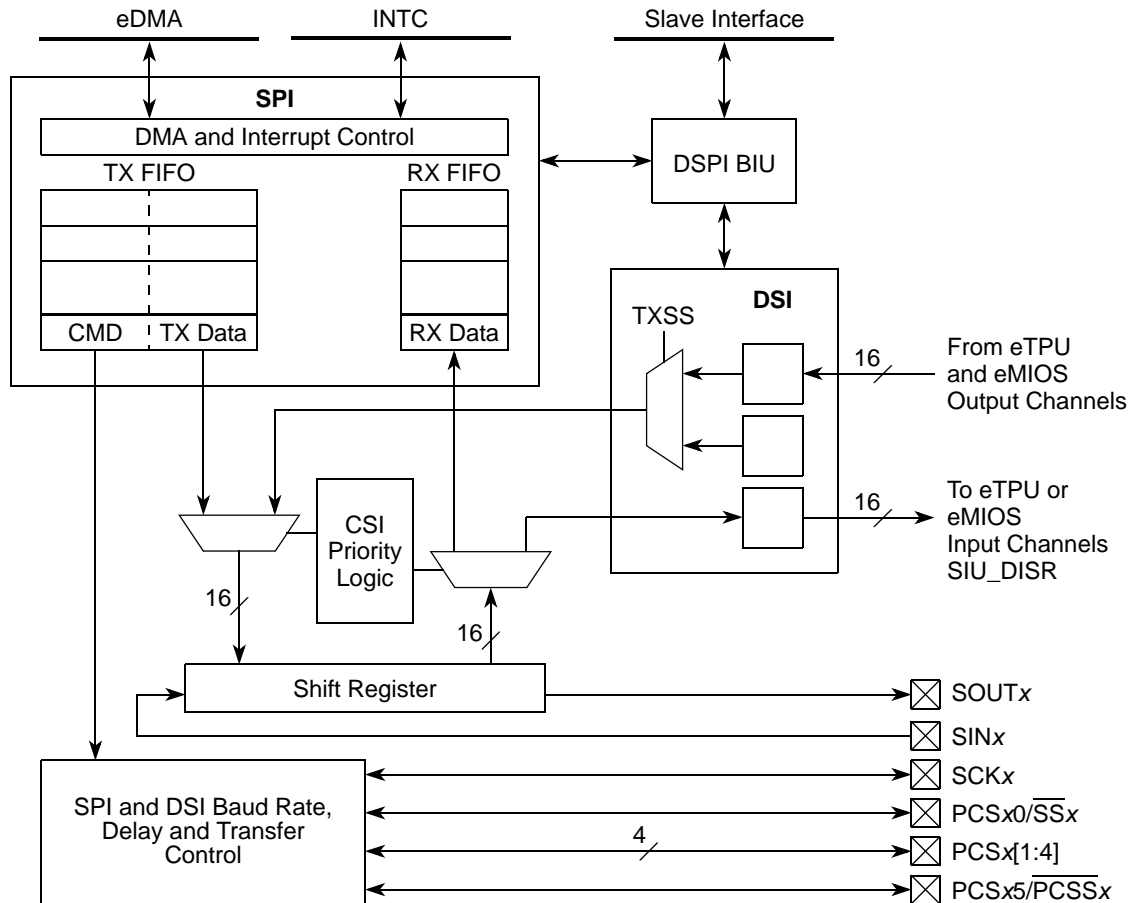 eDMA
INTC
Slave Interface
SPI
DMA and Interrupt Control
TX FIFO
RX FIFO
DSPI BIU
CMD
TX Data
RX Data
DSI
TXSS
16
From eTPU
and eMIOS
Output Channels
16
To eTPU or
eMIOS
Input Channels
SIU_DISR
CSI
Priority
Logic
16
16
Shift Register
SOUTx
SINx
SCKx
PCSx0/SSx
4
PCSx[1:4]
PCSx5/PCSSx
SPI and DSI Baud Rate,
Delay and Transfer
Control